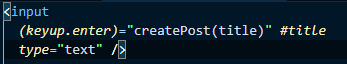 <input
(keyup.enter)="createPost(title)" #title
type="text" />